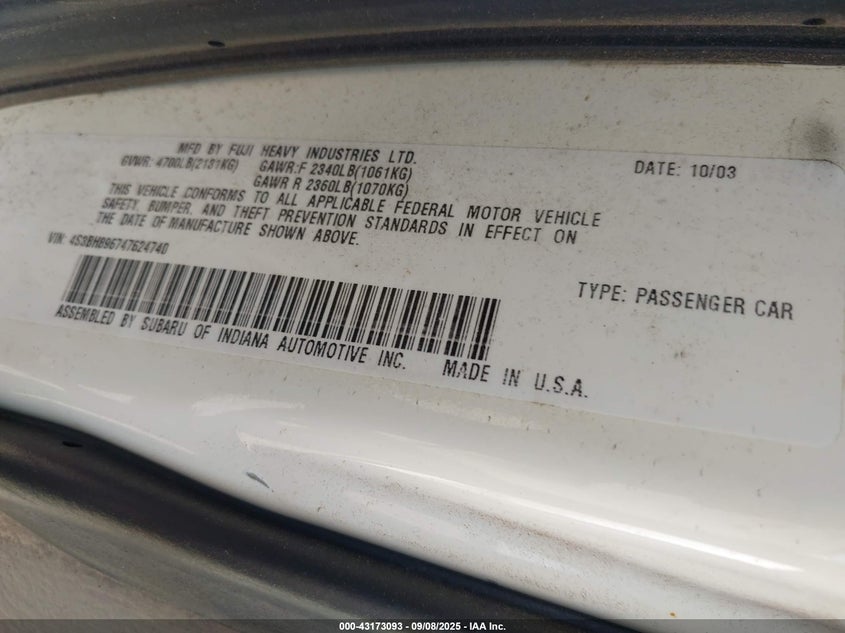 MFD BY FUJI HEAVY INDUSTRIES LTD.
GVWR: 4700LB(2131KG) GAWR:F 2340LB(1061KG)
GAWR R 2360LB(1070KG)
DATE: 10/03
THIS VEHICLE CONFORMS TO ALL APPLICABLE FEDERAL MOTOR VEHICLE
SAFETY, BUMPER, AND THEFT PREVENTION STANDARDS IN EFFECT ON
THE DATE OF MANUFACTURE SHOWN ABOVE.
VIN: 4S3BH896747624740
TYPE: PASSENGER CAR
ASSEMBLED BY SUBARU OF INDIANA AUTOMOTIVE INC. MADE IN U.S.A.
000-43173093 - 09/08/2025 - IAA Inc.